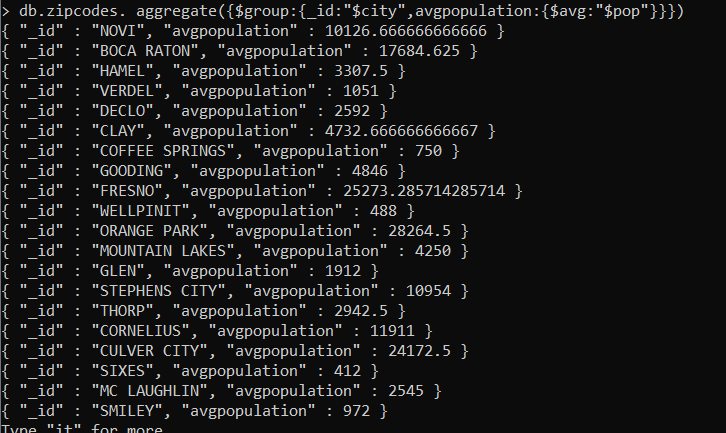 > db.zipcodes. aggregate({$group:{_id:"$city",avgpopulation:{$avg:"$pop"}}})
{ "_id" : "NOVI", "avgpopulation" : 10126.666666666666 }
{ "_id" : "BOCA RATON", "avgpopulation" : 17684.625 }
{ "_id" : "HAMEL", "avgpopulation" : 3307.5 }
{ "_id" : "VERDEL", "avgpopulation" : 1051 }
{ "_id" : "DECLO", "avgpopulation" : 2592 }
{ "_id" : "CLAY", "avgpopulation" : 4732.666666666667 }
{ "_id" : "COFFEE SPRINGS", "avgpopulation" : 750 }
{ "_id" : "GOODING", "avgpopulation" : 4846 }
{ "_id" : "FRESNO", "avgpopulation" : 25273.285714285714 }
{ "_id" : "WELLPINIT", "avgpopulation" : 488 }
{ "_id" : "ORANGE PARK", "avgpopulation" : 28264.5 }
{ "_id" : "MOUNTAIN LAKES", "avgpopulation" : 4250 }
{ "_id" : "GLEN", "avgpopulation" : 1912 }
{ "_id" : "STEPHENS CITY", "avgpopulation" : 10954 }
{ "_id" : "THORP", "avgpopulation" : 2942.5 }
{ "_id" : "CORNELIUS", "avgpopulation" : 11911 }
{ "_id" : "CULVER CITY", "avgpopulation" : 24172.5 }
{ "_id" : "SIXES", "avgpopulation" : 412 }
{ "_id" : "MC LAUGHLIN", "avgpopulation" : 2545 }
{ "_id" : "SMILEY", "avgpopulation" : 972 }
Type "it" for more